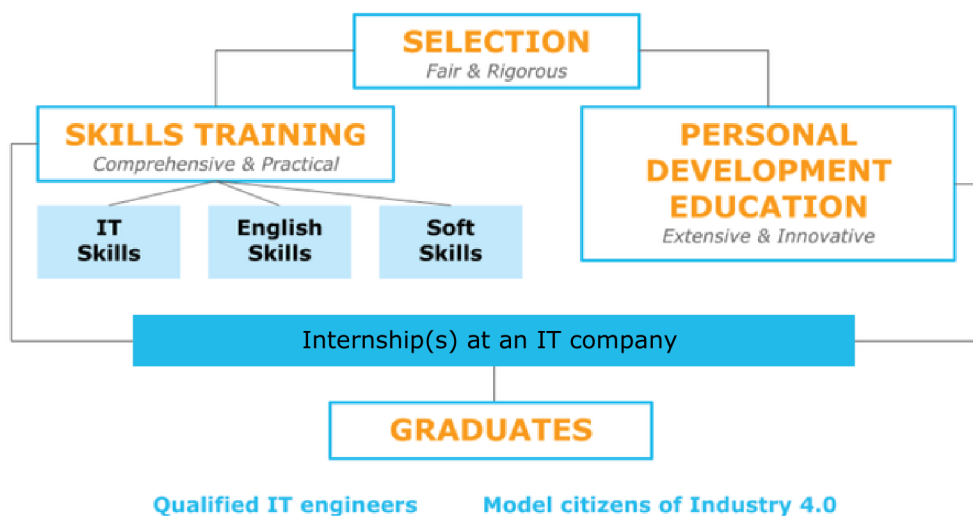 SELECTION
Fair & Rigorous
SKILLS TRAINING
Comprehensive & Practical
PERSONAL
DEVELOPMENT
EDUCATION
Extensive & Innovative
IT
Skills
English
Skills
Soft
Skills
Internship(s) at an IT company
GRADUATES
Qualified IT engineers
Model citizens of Industry 4.0